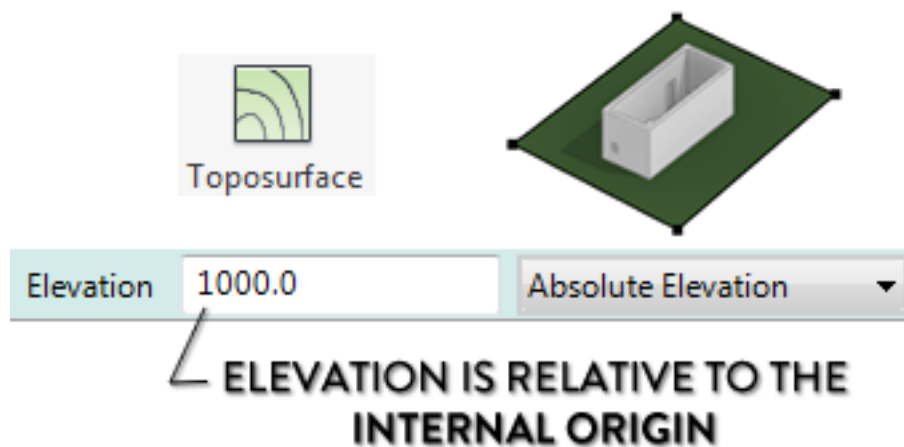 Toposurface
Elevation 1000.0 Absolute Elevation
ELEVATION IS RELATIVE TO THE
INTERNAL ORIGIN